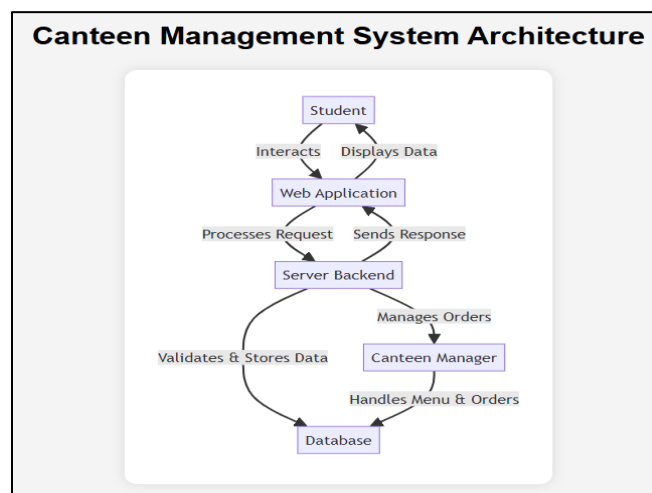 Canteen Management System Architecture
Student
Interacts
Displays Data
Web Application
Processes Request
Sends Response
Server Backend
Manages Orders
Validates & Stores Data
Canteen Manager
Handles Menu & Orders
Database